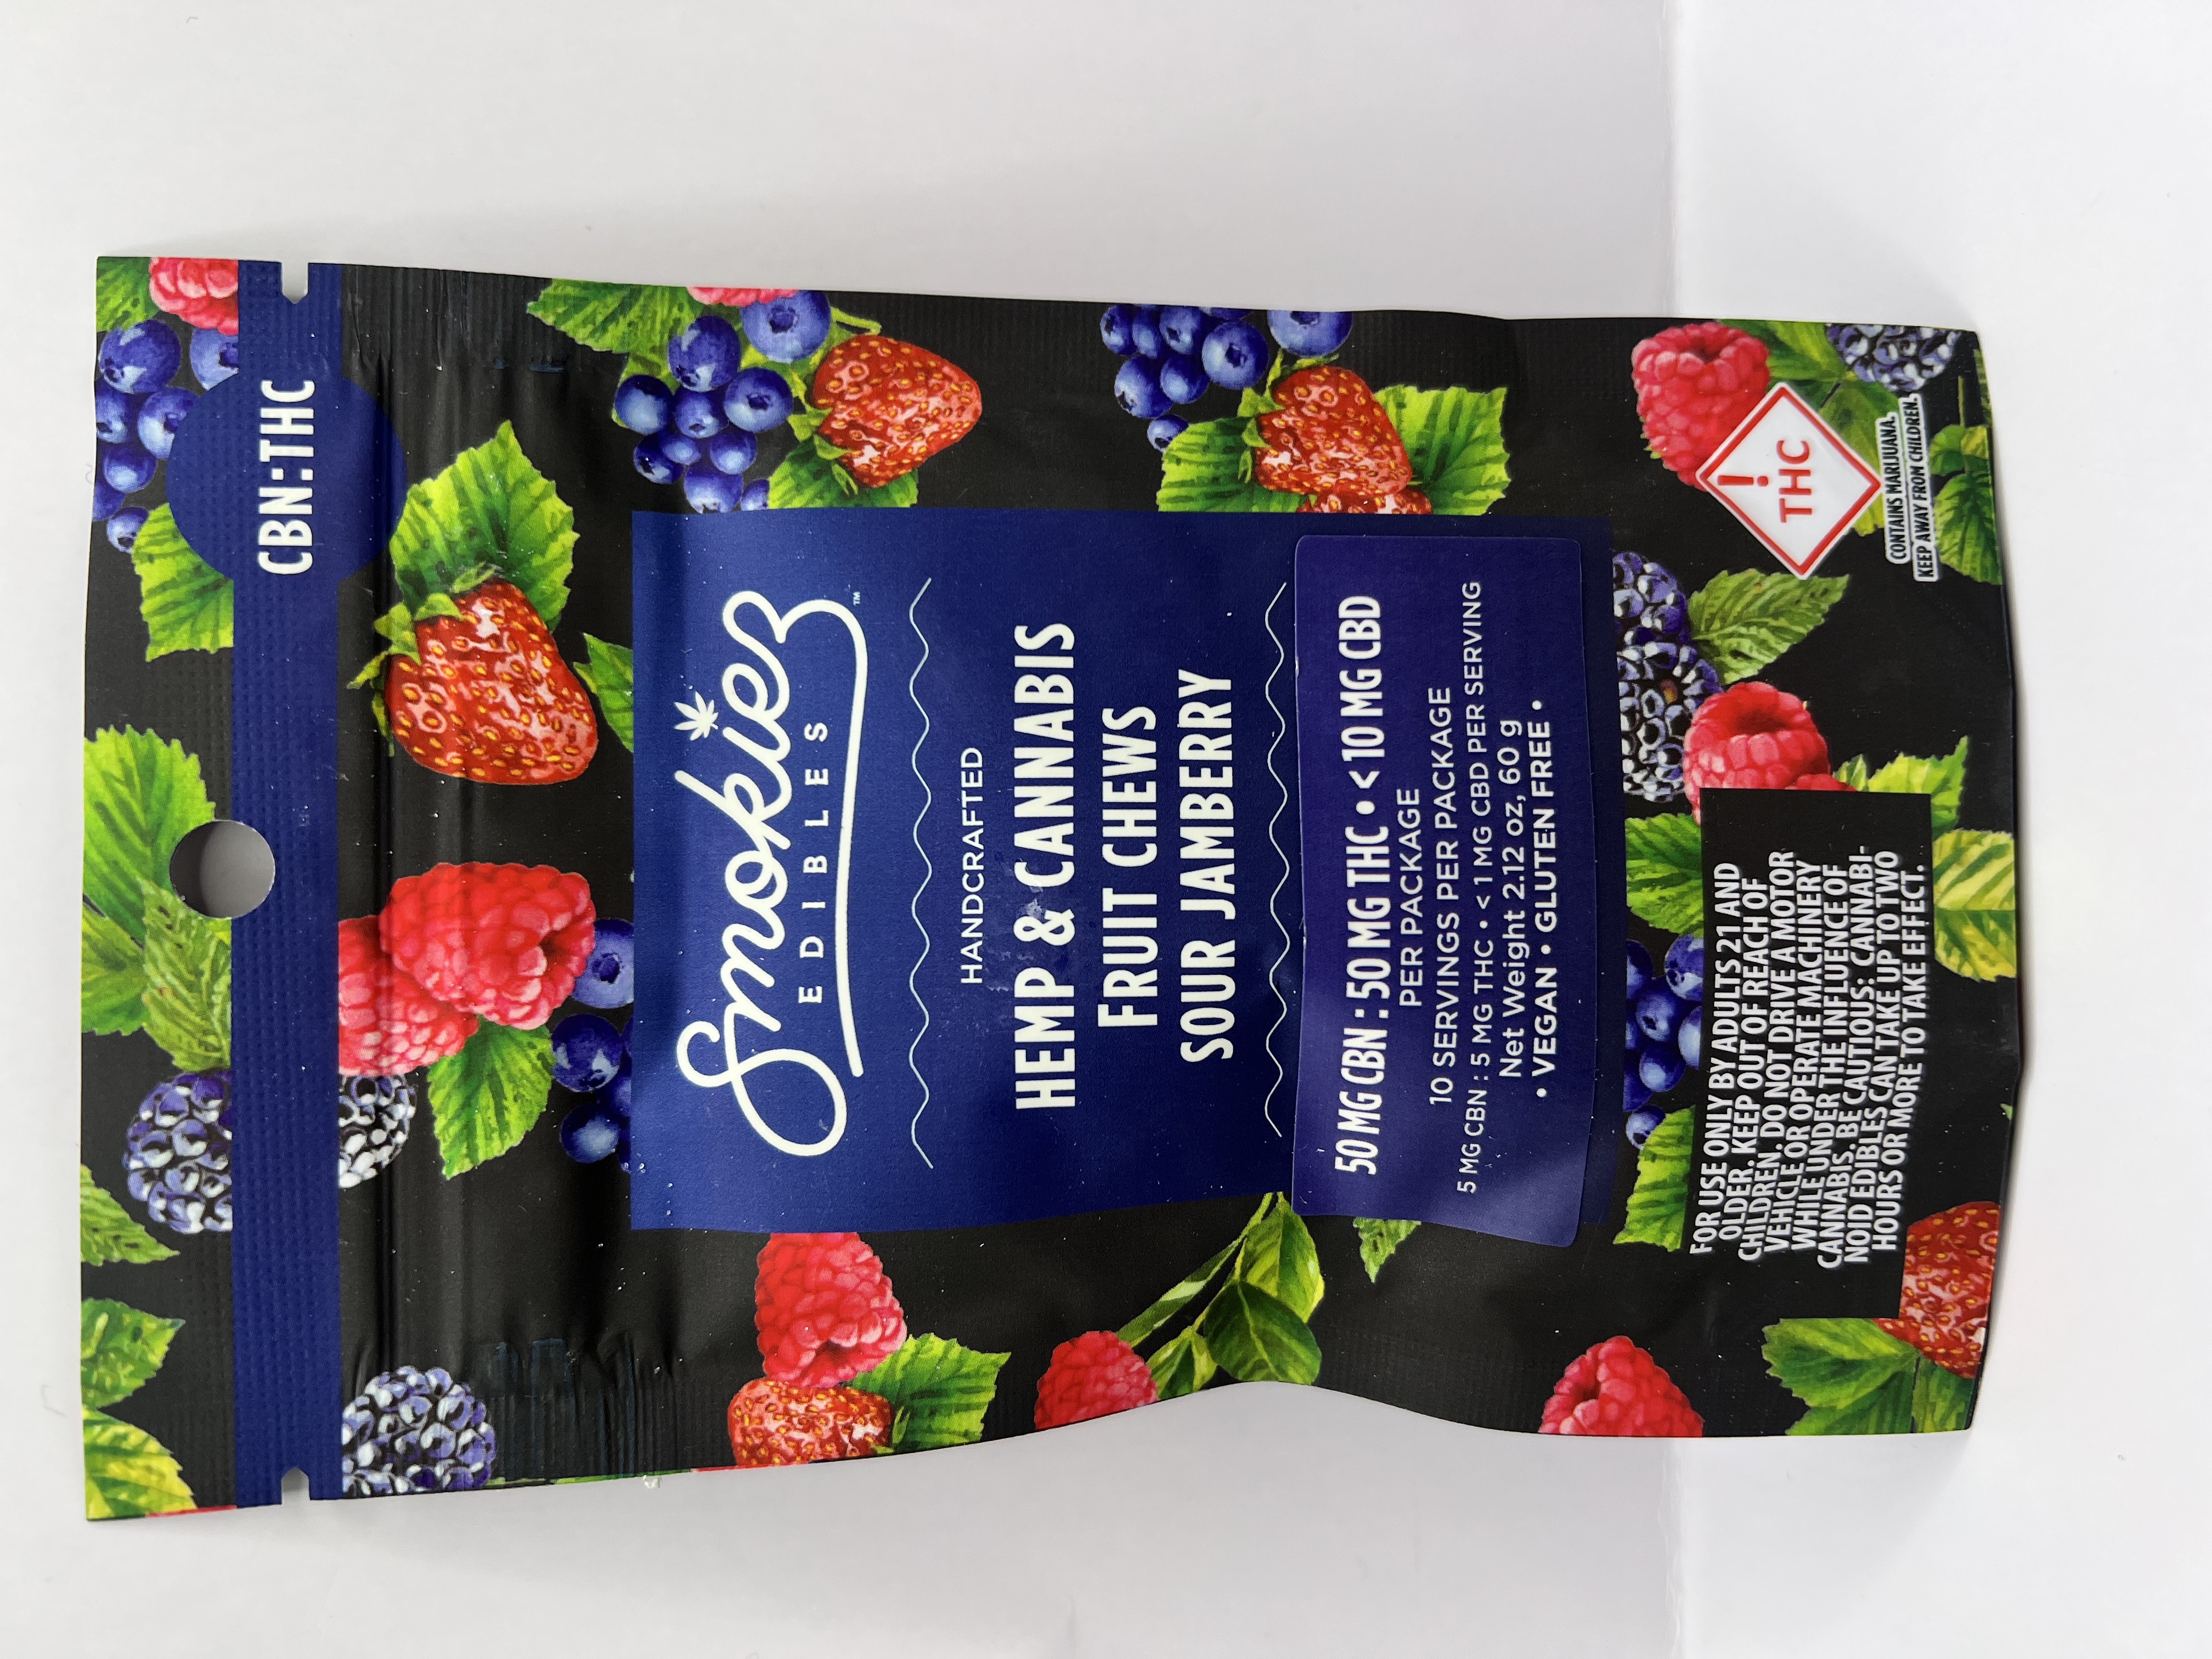 CBN:THC
Smokiez™
EDIBLES
HANDCRAFTED
HEMP & CANNABIS
FRUIT CHEWS
SOUR JAMBERRY
50 MG CBN : 50 MG THC • < 10 MG CBD
PER PACKAGE
10 SERVINGS PER PACKAGE
5 MG CBN : 5 MG THC • < 1 MG CBD PER SERVING
Net Weight 2.12 oz, 60 g
• VEGAN • GLUTEN FREE •
FOR USE ONLY BY ADULTS 21 AND
OLDER. KEEP OUT OF REACH OF
CHILDREN. DO NOT DRIVE A MOTOR
VEHICLE OR OPERATE MACHINERY
WHILE UNDER THE INFLUENCE OF
CANNABIS. BE CAUTIOUS: CANNABI-
NOID EDIBLES CAN TAKE UP TO TWO
HOURS OR MORE TO TAKE EFFECT.
!
THC
CONTAINS MARIJUANA.
KEEP AWAY FROM CHILDREN.